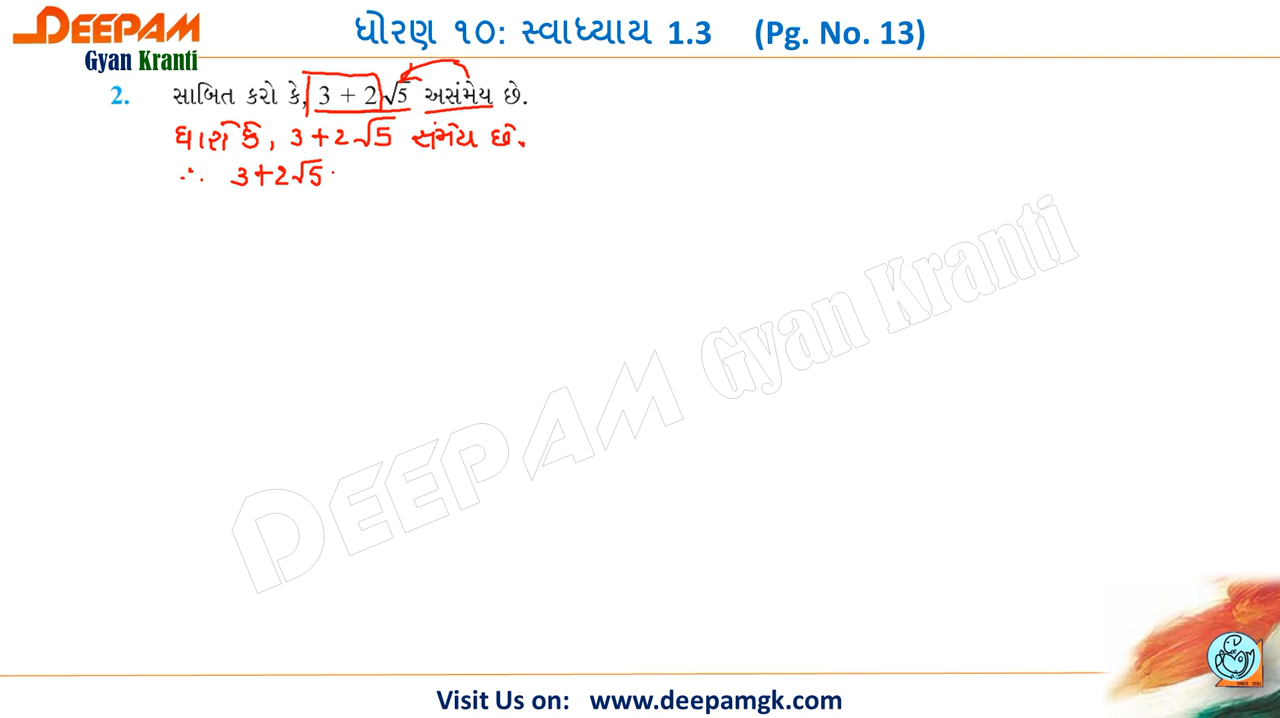 DEEPAM
Gyan Kranti
ધોરણ ૧૦: સ્વાધ્યાય 1.3 (Pg. No. 13)
2. સાબિત કરો કે, 3 + 2√5 અસંમેય છે.
ધારો કે, 3+2√5 સંમેય છે.
∴ 3+2√5
DEEPAM Gyan Kranti
Visit Us on: www.deepamgk.com